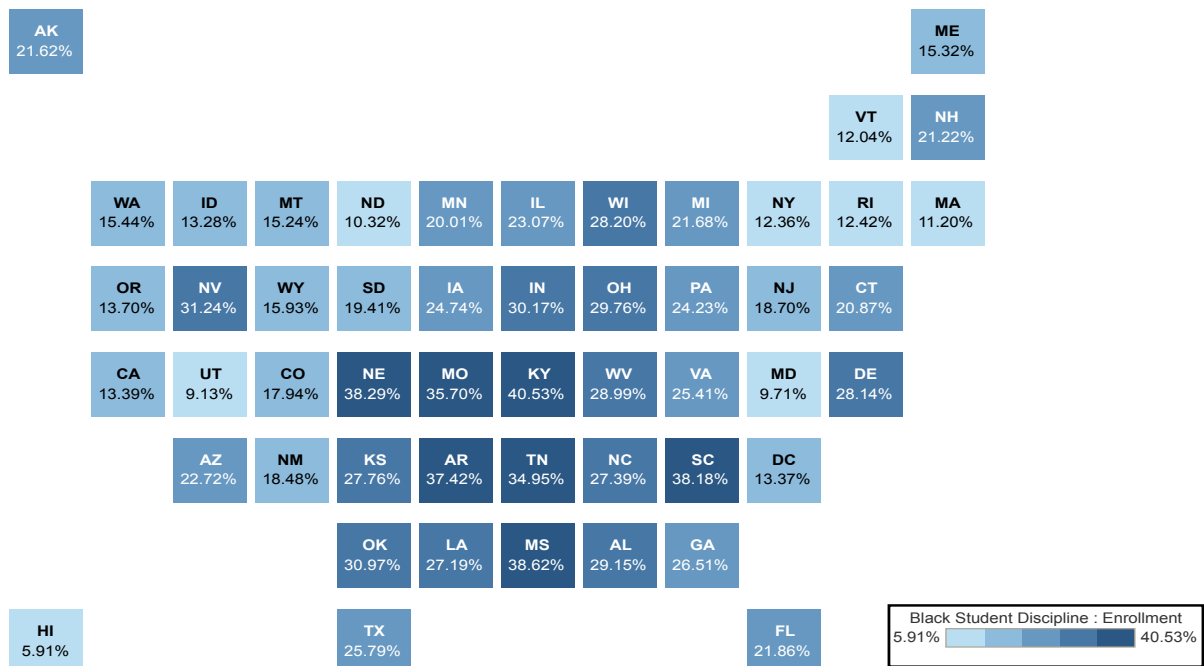 AK
21.62%
ME
15.32%
VT
12.04%
NH
21.22%
WA
15.44%
ID
13.28%
MT
15.24%
ND
10.32%
MN
20.01%
IL
23.07%
WI
28.20%
MI
21.68%
NY
12.36%
RI
12.42%
MA
11.20%
OR
13.70%
NV
31.24%
WY
15.93%
SD
19.41%
IA
24.74%
IN
30.17%
OH
29.76%
PA
24.23%
NJ
18.70%
CT
20.87%
CA
13.39%
UT
9.13%
CO
17.94%
NE
38.29%
MO
35.70%
KY
40.53%
WV
28.99%
VA
25.41%
MD
9.71%
DE
28.14%
AZ
22.72%
NM
18.48%
KS
27.76%
AR
37.42%
TN
34.95%
NC
27.39%
SC
38.18%
DC
13.37%
OK
30.97%
LA
27.19%
MS
38.62%
AL
29.15%
GA
26.51%
HI
5.91%
TX
25.79%
FL
21.86%
Black Student Discipline : Enrollment
5.91% 40.53%